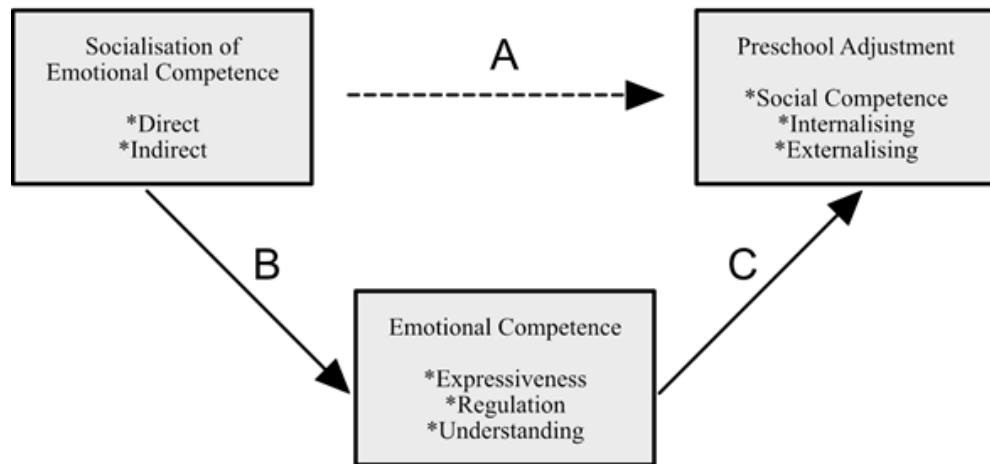 Socialisation of
Emotional Competence
*Direct
*Indirect
A
Preschool Adjustment
*Social Competence
*Internalising
*Externalising
B
C
Emotional Competence
*Expressiveness
*Regulation
*Understanding